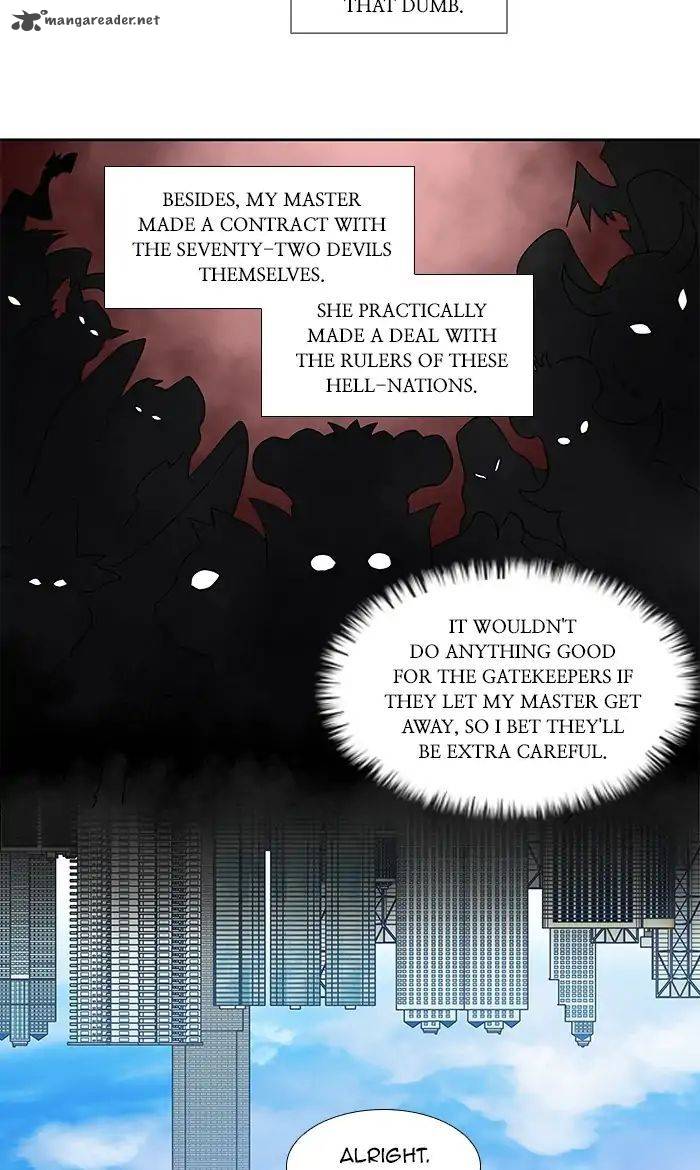 mangareader.net
THAT DUMB.
BESIDES, MY MASTER
MADE A CONTRACT WITH
THE SEVENTY-TWO DEVILS
THEMSELVES.
SHE PRACTICALLY
MADE A DEAL WITH
THE RULERS OF THESE
HELL-NATIONS.
IT WOULDN'T
DO ANYTHING GOOD
FOR THE GATEKEEPERS IF
THEY LET MY MASTER GET
AWAY, SO I BET THEY'LL
BE EXTRA CAREFUL.
ALRIGHT.